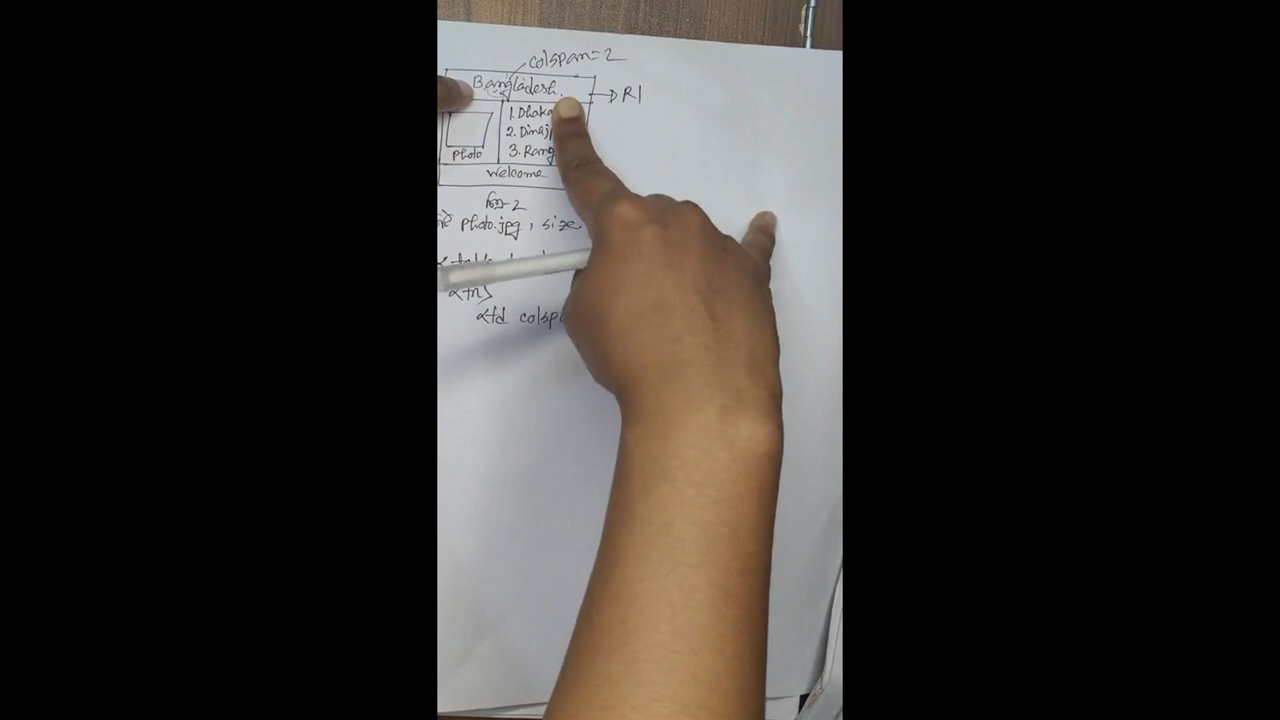 colspan=2
Bangladesh. → R1
1. Dhaka
2. Dinaj
3. Rang
photo
Welcome
চিত্র-2
photo.jpg, size
<tr>
<td colsp